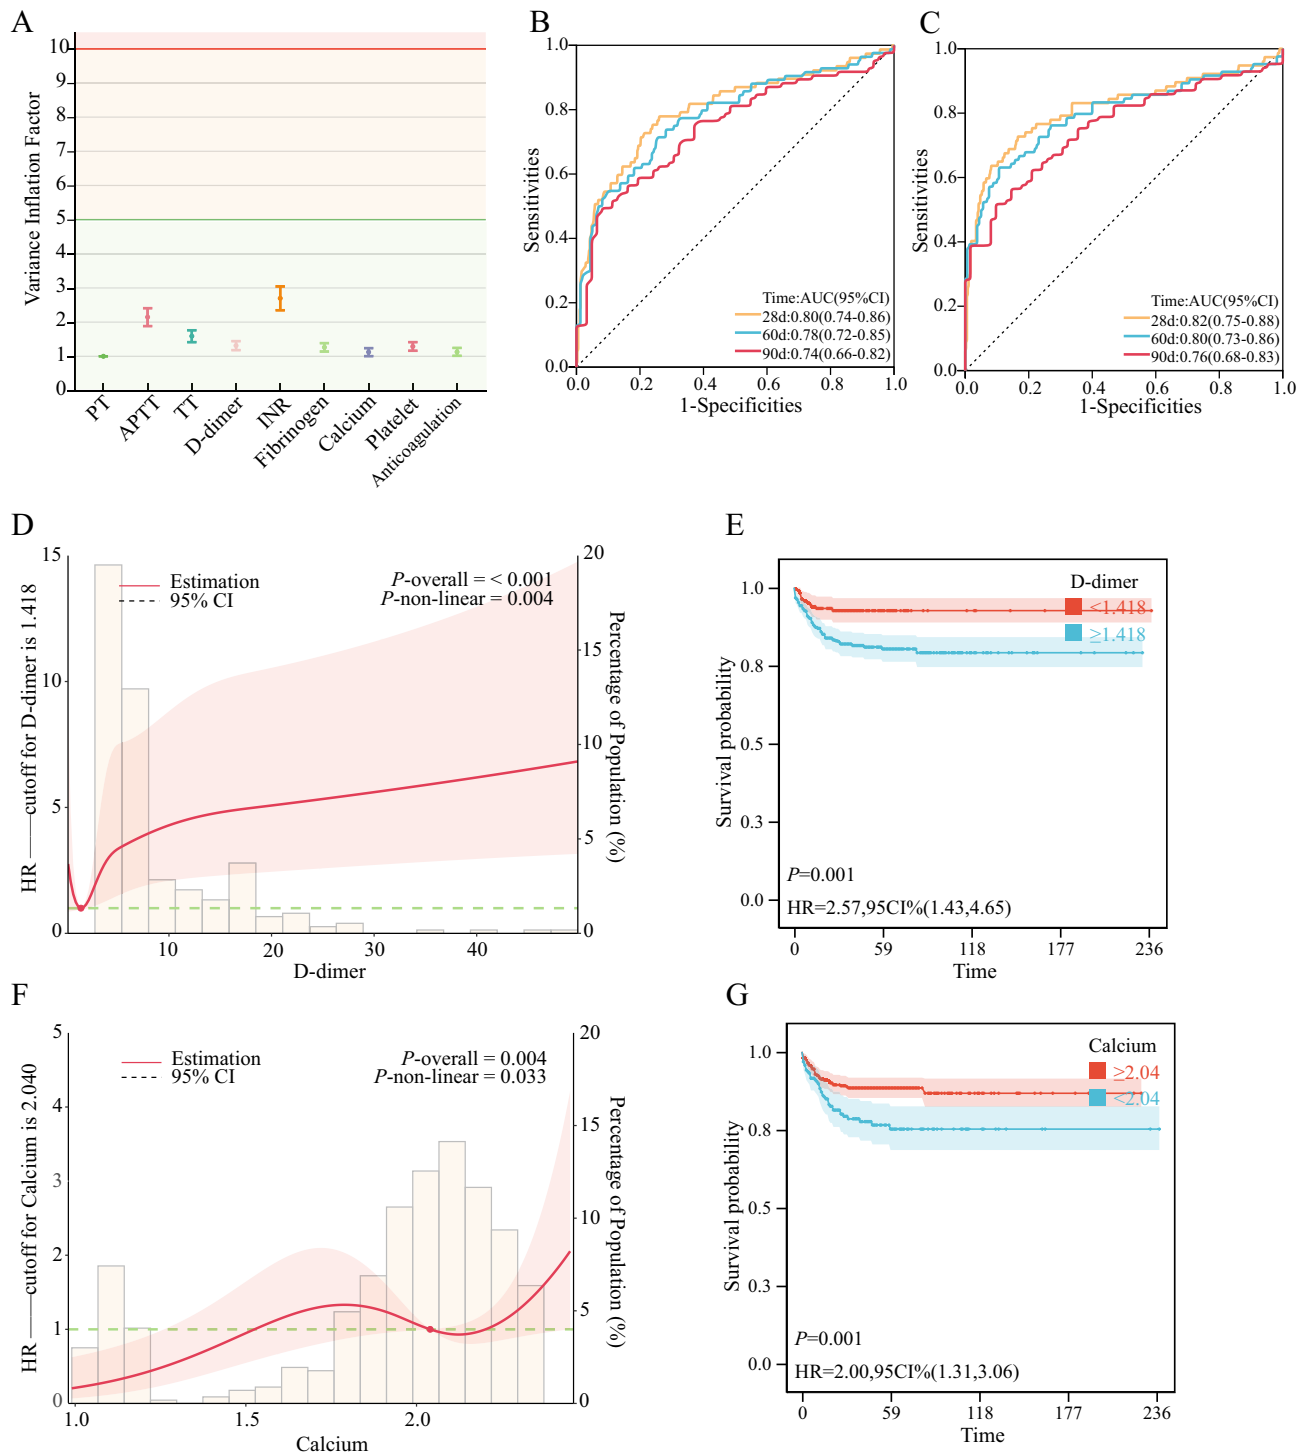 A
Variance Inflation Factor
10
9
8
7
6
5
4
3
2
1
0
PT
APTT
TT
D-dimer
INR
Fibrinogen
Calcium
Platelet
Anticoagulation
B
Sensitivities
1.0
0.8
0.6
0.4
0.2
0.0
Time:AUC(95%CI)
28d:0.80(0.74-0.86)
60d:0.78(0.72-0.85)
90d:0.74(0.66-0.82)
0.0 0.2 0.4 0.6 0.8 1.0
1-Specificities
C
Sensitivities
1.0
0.8
0.6
0.4
0.2
0.0
Time:AUC(95%CI)
28d:0.82(0.75-0.88)
60d:0.80(0.73-0.86)
90d:0.76(0.68-0.83)
0.0 0.2 0.4 0.6 0.8 1.0
1-Specificities
D
HR ——cutoff for D-dimer is 1.418
15
10
5
0
Estimation
95% CI
P-overall = < 0.001
P-non-linear = 0.004
20
15
10
5
0
Percentage of Population (%)
10 20 30 40
D-dimer
E
Survival probability
1.0
0.8
0.5
0.3
0.0
D-dimer
<1.418
≥1.418
P=0.001
HR=2.57,95CI%(1.43,4.65)
0 59 118 177 236
Time
F
HR ——cutoff for Calcium is 2.040
5
4
3
2
1
0
Estimation
95% CI
P-overall = 0.004
P-non-linear = 0.033
20
15
10
5
0
Percentage of Population (%)
1.0 1.5 2.0
Calcium
G
Survival probability
1.0
0.8
0.5
0.3
0.0
Calcium
≥2.04
<2.04
P=0.001
HR=2.00,95CI%(1.31,3.06)
0 59 118 177 236
Time